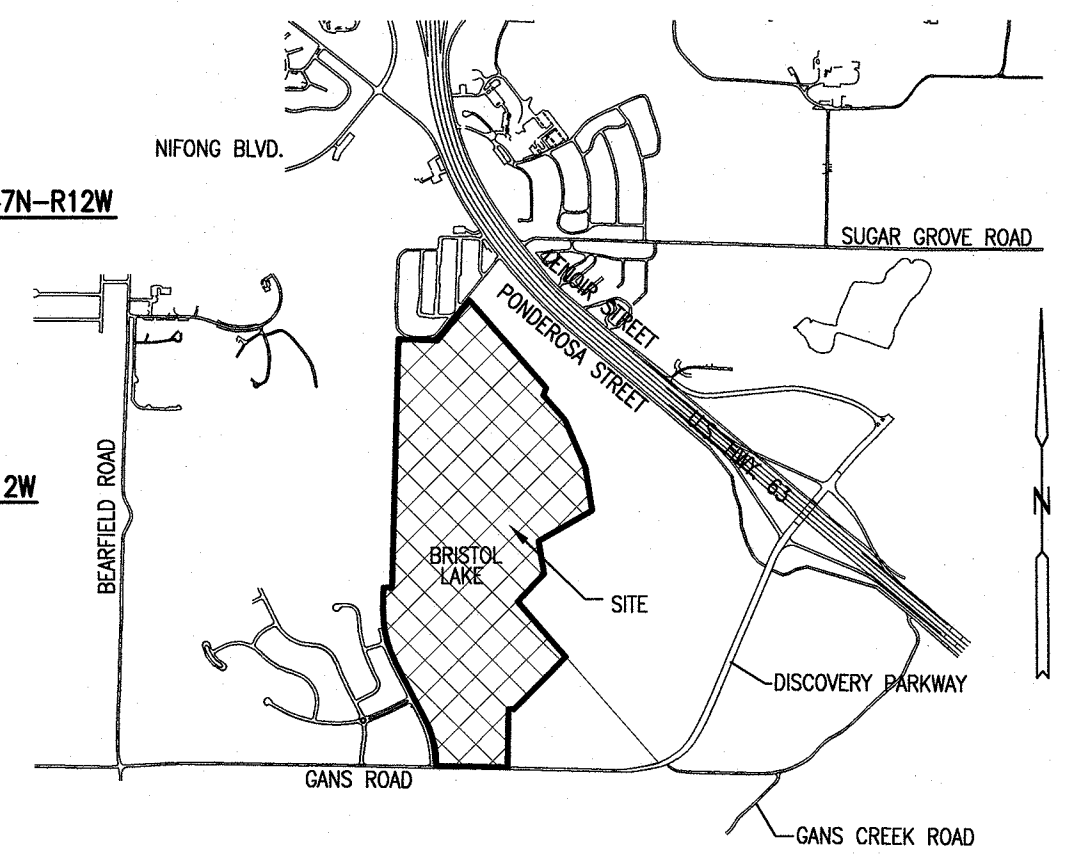 NIFONG BLVD.
7N-R12W
SUGAR GROVE ROAD
LENOIR STREET
PONDEROSA STREET
U.S. HWY. 63
BEARFIELD ROAD
2W
N
BRISTOL
LAKE
SITE
DISCOVERY PARKWAY
GANS ROAD
GANS CREEK ROAD